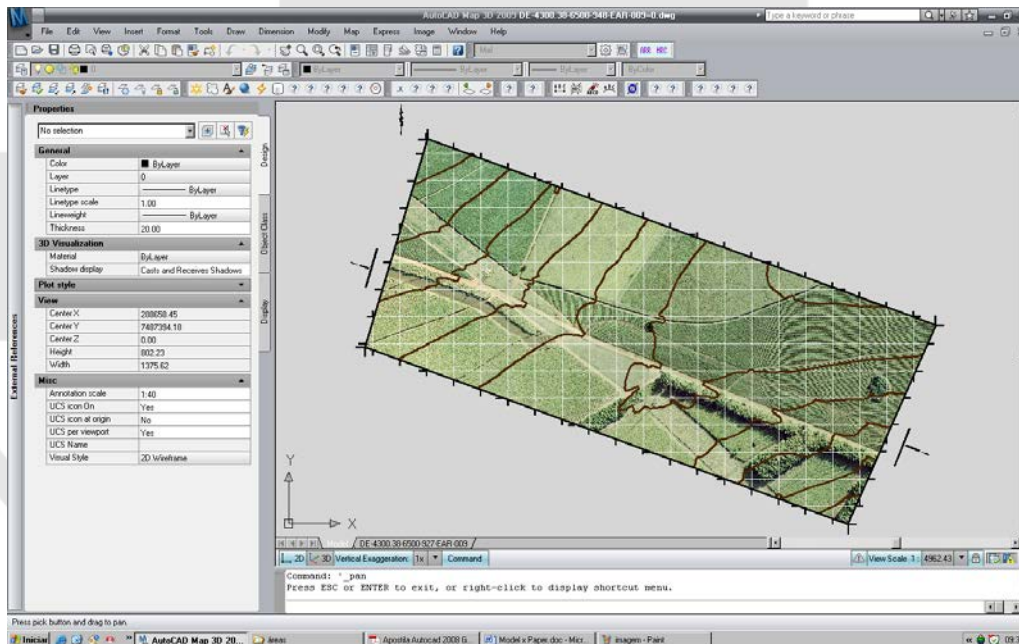 AutoCAD Map 3D 2009 DE-4300.38-6500-940-EAR-009=0.dwg
Type a keyword or phrase
File Edit View Insert Format Tools Draw Dimension Modify Map Express Image Window Help
0
ByLayer ByLayer ByLayer ByColor
Properties
No selection
General
Color ByLayer
Layer 0
Linetype ByLayer
Linetype scale 1.00
Lineweight ByLayer
Thickness 20.00
3D Visualization
Material ByLayer
Shadow display Casts and Receives Shadows
Plot style
View
Center X 208658.45
Center Y 7487394.18
Center Z 0.00
Height 802.23
Width 1375.62
Misc
Annotation scale 1:40
UCS icon On Yes
UCS icon at origin No
UCS per viewport Yes
UCS Name
Visual Style 2D Wireframe
Design
Object Class
Display
External References
Y
X
Model / DE-4300.38-6500-927-EAR-009 /
2D 3D Vertical Exaggeration: 1x Command
View Scale 1: 4962.43
Command: '_pan
Press ESC or ENTER to exit, or right-click to display shortcut menu.
Press pick button and drag to pan.
Iniciar
AutoCAD Map 3D 20...
Areas
Apostila Autocad 2008 G...
Model x Paper.doc - Micr...
imagem - Paint